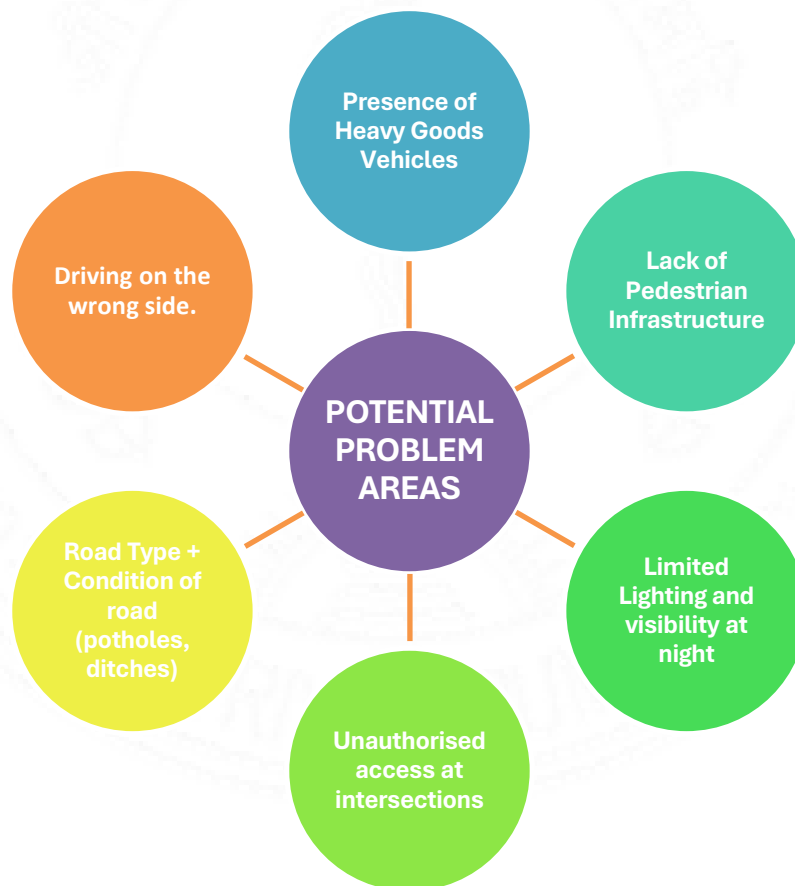 Presence of
Heavy Goods
Vehicles
Driving on the
wrong side.
Lack of
Pedestrian
Infrastructure
POTENTIAL
PROBLEM
AREAS
Road Type +
Condition of
road
(potholes,
ditches)
Limited
Lighting and
visibility at
night
Unauthorised
access at
intersections